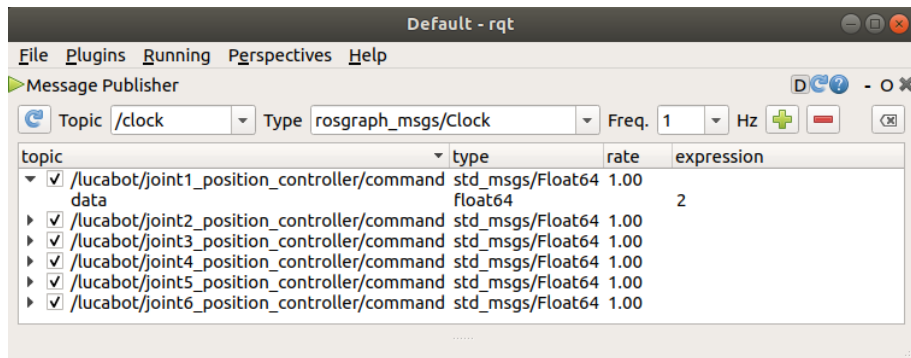 Default - rqt
File Plugins Running Perspectives Help
Message Publisher D - O
Topic /clock Type rosgraph_msgs/Clock Freq. 1 Hz
topic type rate expression
/lucabot/joint1_position_controller/command std_msgs/Float64 1.00
data float64 2
/lucabot/joint2_position_controller/command std_msgs/Float64 1.00
/lucabot/joint3_position_controller/command std_msgs/Float64 1.00
/lucabot/joint4_position_controller/command std_msgs/Float64 1.00
/lucabot/joint5_position_controller/command std_msgs/Float64 1.00
/lucabot/joint6_position_controller/command std_msgs/Float64 1.00